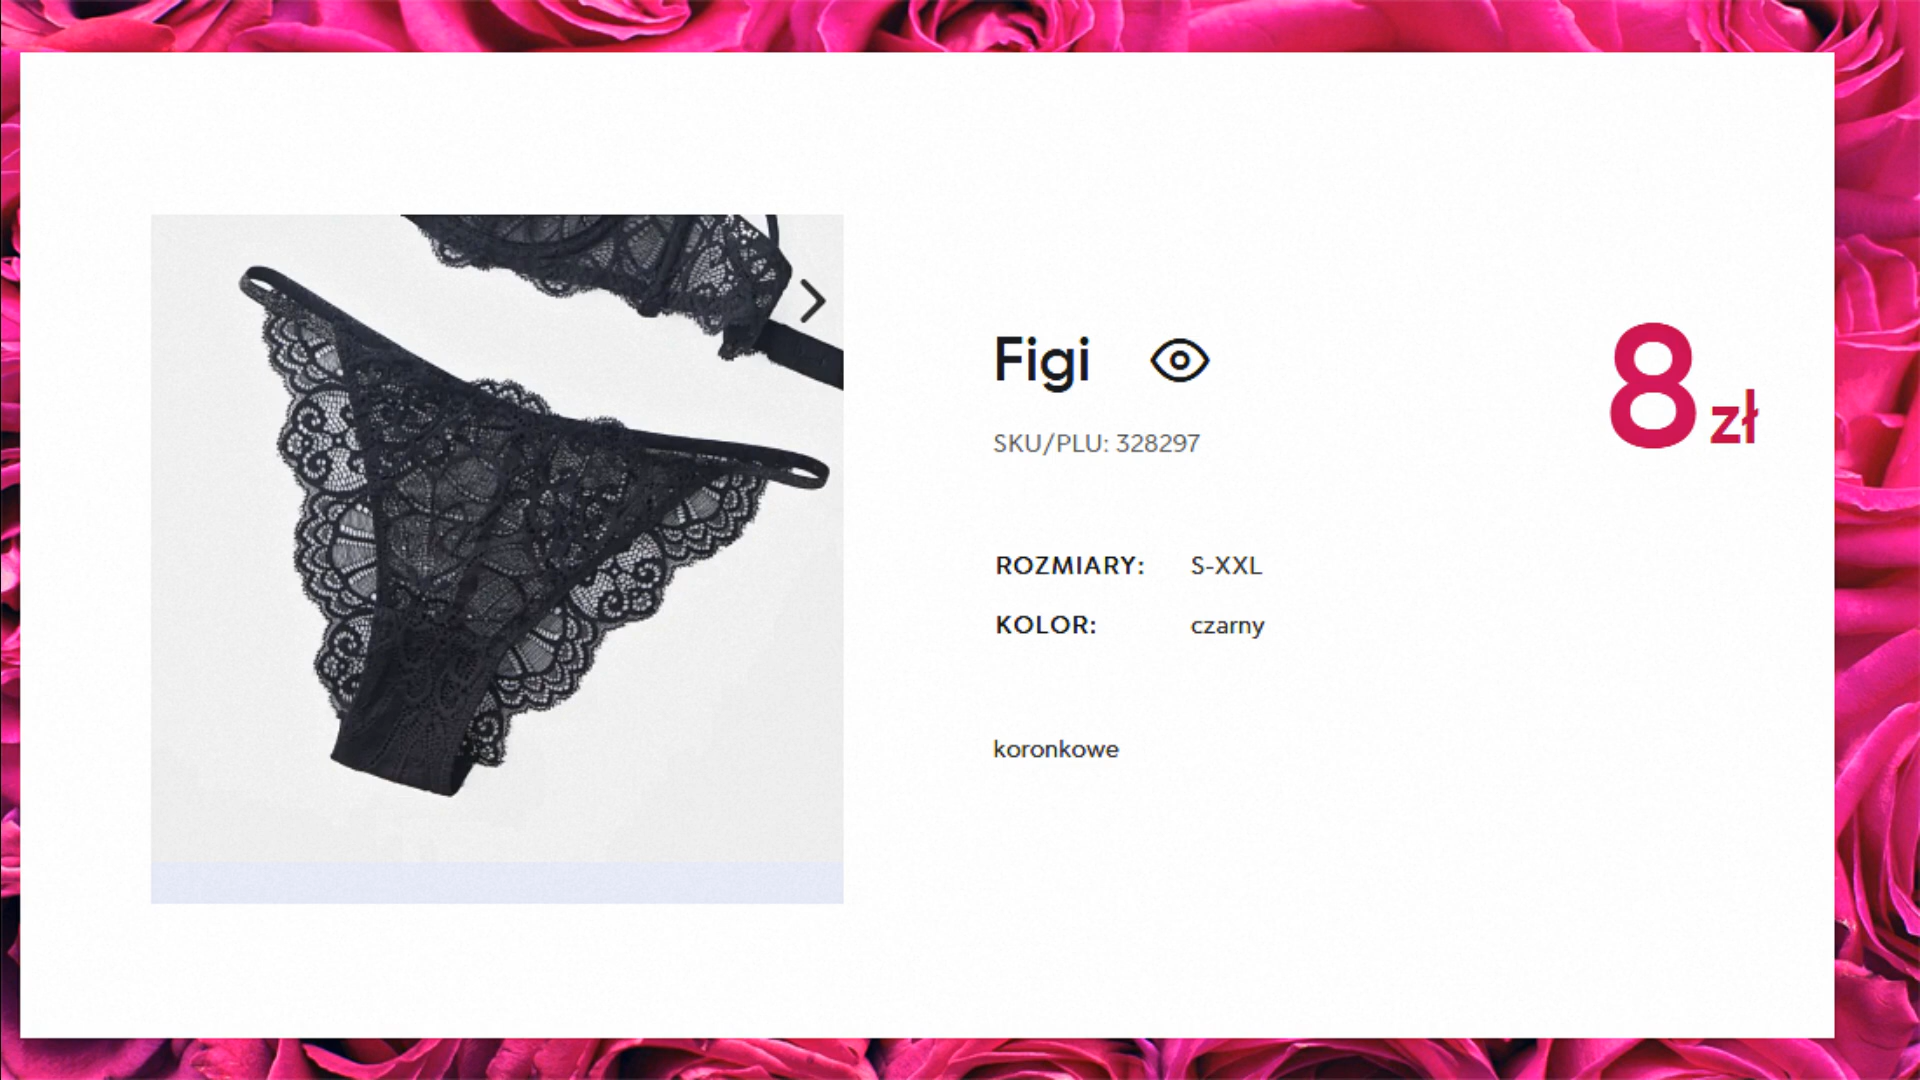 Figi
8 zł
SKU/PLU: 328297
ROZMIARY: S-XXL
KOLOR: czarny
koronkowe